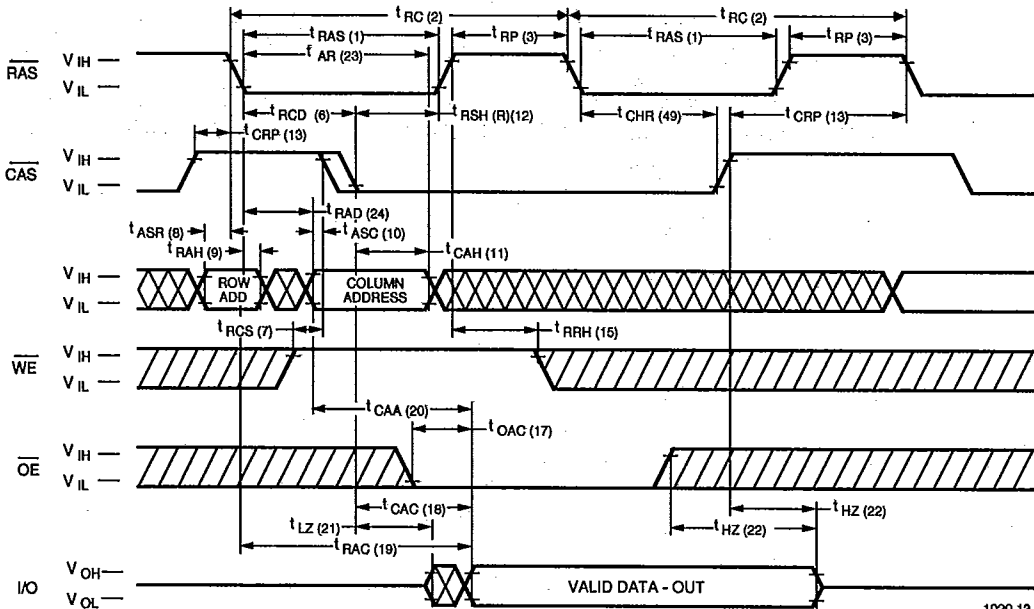 t RC (2) t RC (2)
t RAS (1) t RP (3) t RAS (1) t RP (3)
t AR (23)
RAS V IH
V IL
t RCD (6) t RSH (R)(12) t CHR (49) t CRP (13)
t CRP (13)
CAS V IH
V IL
t RAD (24)
t ASR (8) t ASC (10)
t RAH (9) t CAH (11)
V IH ROW ADD COLUMN ADDRESS
V IL
t RCS (7) t RRH (15)
WE V IH
V IL
t CAA (20)
t OAC (17)
OE V IH
V IL
t CAC (18)
t LZ (21) t HZ (22) t HZ (22)
t RAC (19)
I/O V OH VALID DATA - OUT
V OL